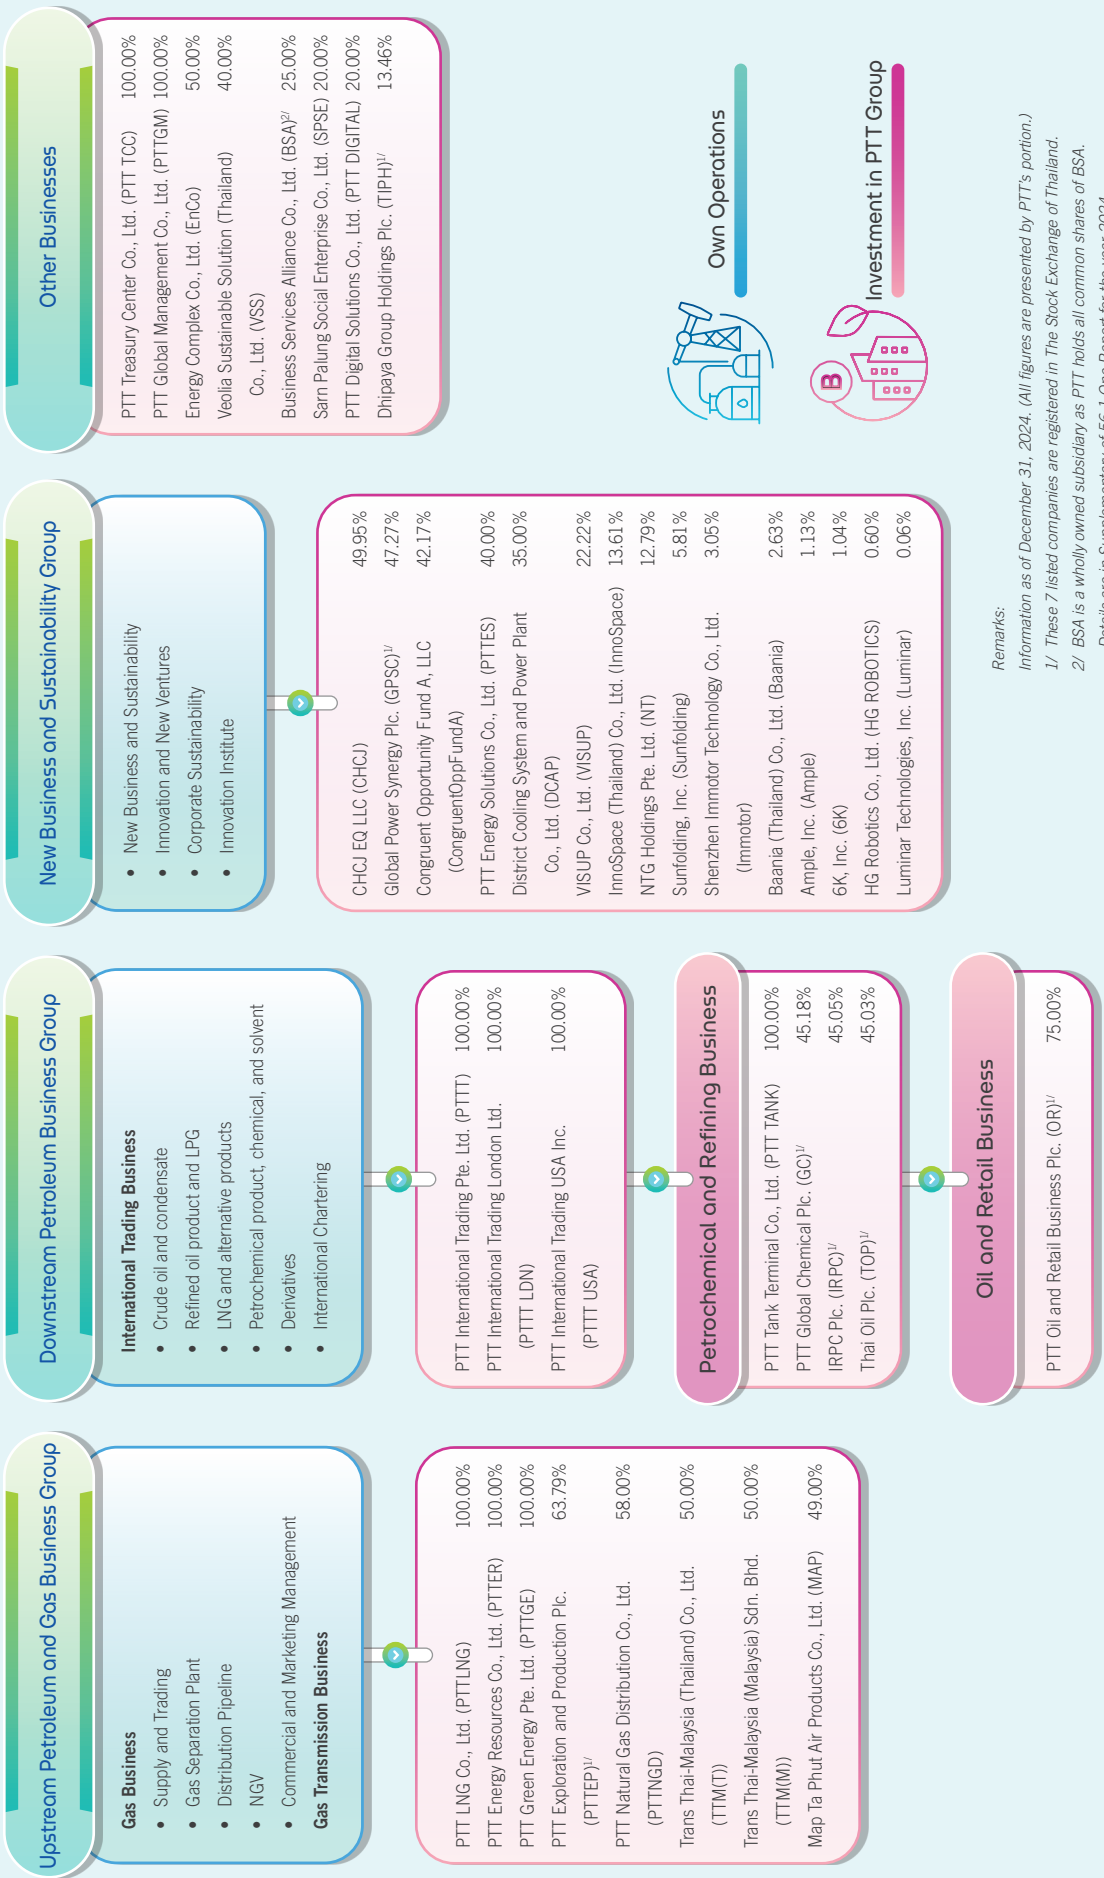 Upstream Petroleum and Gas Business Group
Gas Business
• Supply and Trading
• Gas Separation Plant
• Distribution Pipeline
• NGV
• Commercial and Marketing Management
Gas Transmission Business
PTT LNG Co., Ltd. (PTTLNG) 100.00%
PTT Energy Resources Co., Ltd. (PTTER) 100.00%
PTT Green Energy Pte. Ltd. (PTTGE) 100.00%
PTT Exploration and Production Plc. 63.79%
(PTTEP)1/
PTT Natural Gas Distribution Co., Ltd. 58.00%
(PTTNGD)
Trans Thai-Malaysia (Thailand) Co., Ltd. 50.00%
(TTM(T))
Trans Thai-Malaysia (Malaysia) Sdn. Bhd. 50.00%
(TTM(M))
Map Ta Phut Air Products Co., Ltd. (MAP) 49.00%
Downstream Petroleum Business Group
International Trading Business
• Crude oil and condensate
• Refined oil product and LPG
• LNG and alternative products
• Petrochemical product, chemical, and solvent
• Derivatives
• International Chartering
PTT International Trading Pte. Ltd. (PTTT) 100.00%
PTT International Trading London Ltd. 100.00%
(PTTT LDN)
PTT International Trading USA Inc. 100.00%
(PTTT USA)
Petrochemical and Refining Business
PTT Tank Terminal Co., Ltd. (PTT TANK) 100.00%
PTT Global Chemical Plc. (GC)1/ 45.18%
IRPC Plc. (IRPC)1/ 45.05%
Thai Oil Plc. (TOP)1/ 45.03%
Oil and Retail Business
PTT Oil and Retail Business Plc. (OR)1/ 75.00%
New Business and Sustainability Group
• New Business and Sustainability
• Innovation and New Ventures
• Corporate Sustainability
• Innovation Institute
CHCJ EQ LLC (CHCJ) 49.95%
Global Power Synergy Plc. (GPSC)1/ 47.27%
Congruent Opportunity Fund A, LLC 42.17%
(CongruentOppFundA)
PTT Energy Solutions Co., Ltd. (PTTES) 40.00%
District Cooling System and Power Plant 35.00%
Co., Ltd. (DCAP)
VISUP Co., Ltd. (VISUP) 22.22%
InnoSpace (Thailand) Co., Ltd. (InnoSpace) 13.61%
NTG Holdings Pte. Ltd. (NT) 12.79%
Sunfolding, Inc. (Sunfolding) 5.81%
Shenzhen Immotor Technology Co., Ltd. 3.05%
(Immotor)
Baania (Thailand) Co., Ltd. (Baania) 2.63%
Ample, Inc. (Ample) 1.13%
6K, Inc. (6K) 1.04%
HG Robotics Co., Ltd. (HG ROBOTICS) 0.60%
Luminar Technologies, Inc. (Luminar) 0.06%
Other Businesses
PTT Treasury Center Co., Ltd. (PTT TCC) 100.00%
PTT Global Management Co., Ltd. (PTTGM) 100.00%
Energy Complex Co., Ltd. (EnCo) 50.00%
Veolia Sustainable Solution (Thailand) 40.00%
Co., Ltd. (VSS)
Business Services Alliance Co., Ltd. (BSA)2/ 25.00%
Sarn Palung Social Enterprise Co., Ltd. (SPSE) 20.00%
PTT Digital Solutions Co., Ltd. (PTT DIGITAL) 20.00%
Dhipaya Group Holdings Plc. (TIPH)1/ 13.46%
Own Operations
B
Investment in PTT Group
Remarks:
Information as of December 31, 2024. (All figures are presented by PTT's portion.)
1/ These 7 listed companies are registered in The Stock Exchange of Thailand.
2/ BSA is a wholly owned subsidiary as PTT holds all common shares of BSA.
Details are in Supplementary of 56-1 One Report for the year 2024